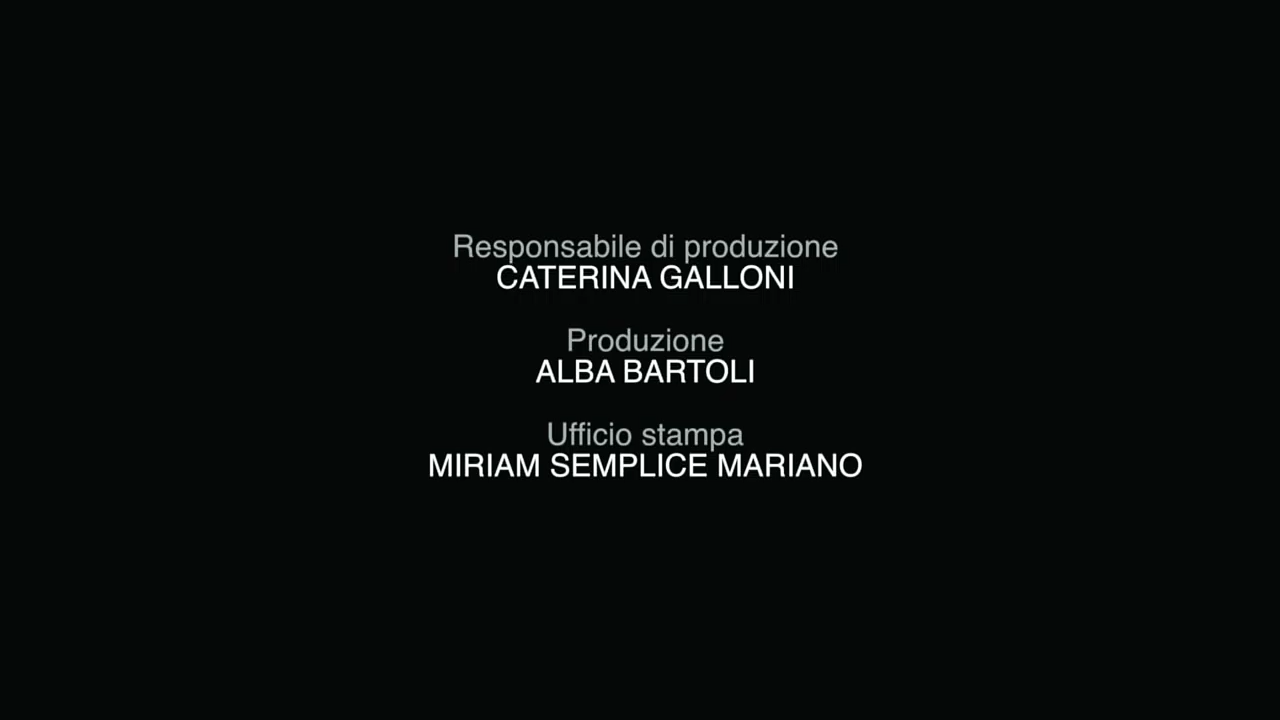 Responsabile di produzione
CATERINA GALLONI
Produzione
ALBA BARTOLI
Ufficio stampa
MIRIAM SEMPLICE MARIANO